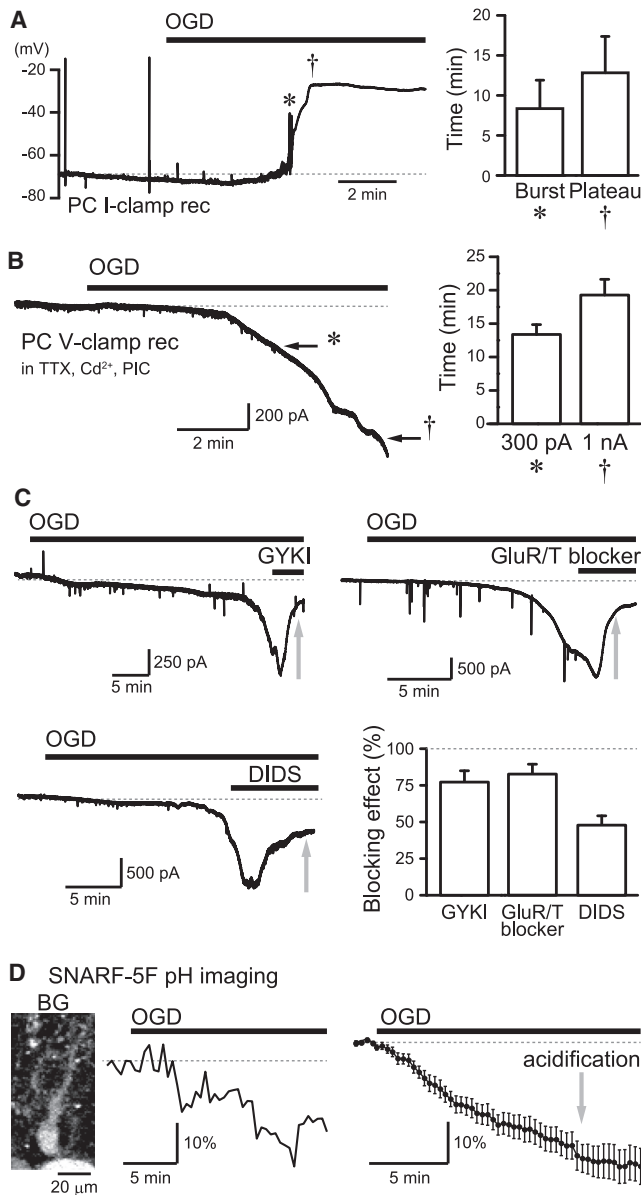 A
OGD
(mV)
-20
-40
-60
-80
*
†
2 min
PC I-clamp rec
Time (min)
20
15
10
5
0
Burst Plateau
* †
B
OGD
PC V-clamp rec
in TTX, Cd²⁺, PIC
*
†
200 pA
2 min
Time (min)
25
20
15
10
5
0
300 pA 1 nA
* †
C
OGD
GYKI
250 pA
5 min
OGD
GluR/T blocker
500 pA
5 min
OGD
DIDS
500 pA
5 min
Blocking effect (%)
100
75
50
25
0
GYKI GluR/T DIDS
blocker
D SNARF-5F pH imaging
BG
20 µm
OGD
10%
5 min
OGD
acidification
10%
5 min